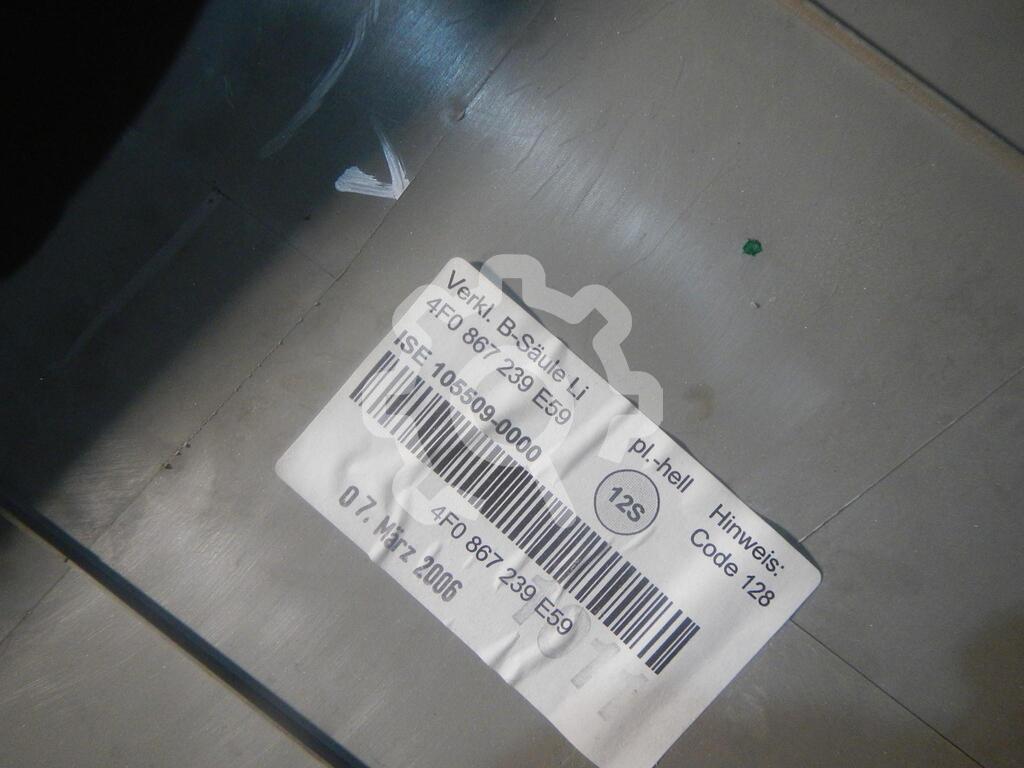 Verkl. B-Säule Li
4F0 867 239 E59
ISE 105509-0000
pl.-hell
12S
Hinweis:
Code 128
4F0 867 239 E59
07. März 2006